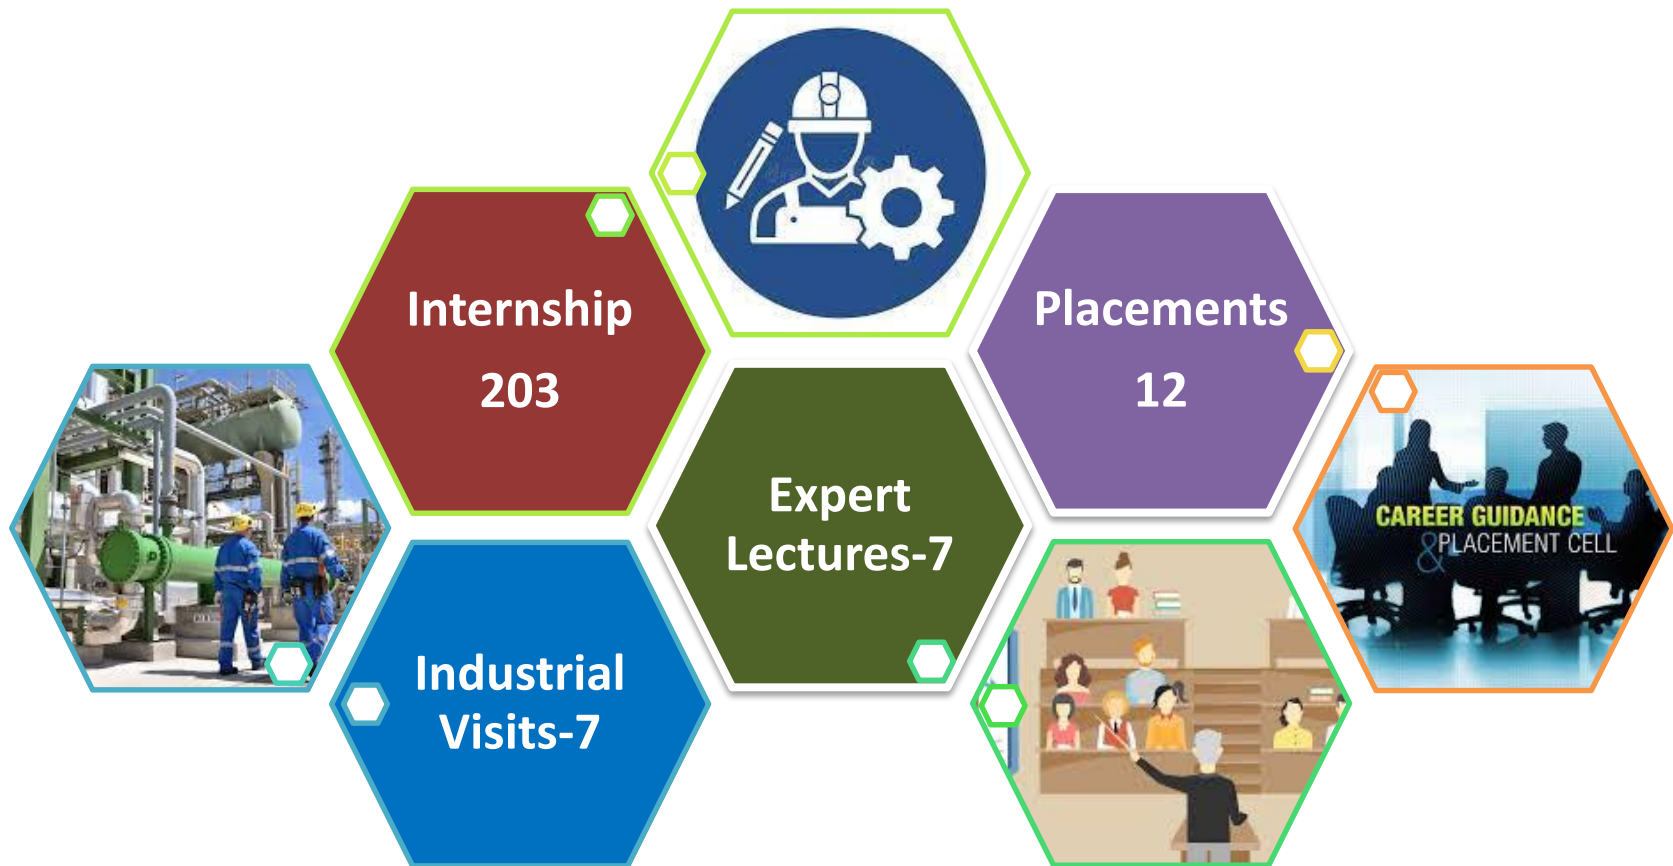 Internship
203
Placements
12
Expert
Lectures-7
CAREER GUIDANCE
& PLACEMENT CELL
Industrial
Visits-7